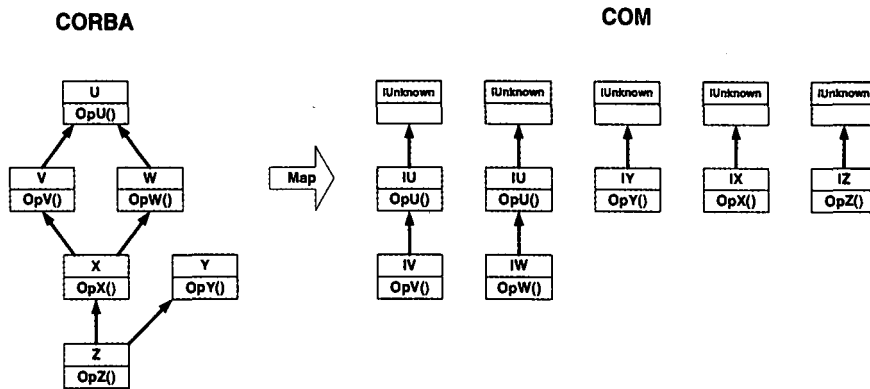 CORBA
COM
U
OpU()
V
OpV()
W
OpW()
X
OpX()
Y
OpY()
Z
OpZ()
Map
IUnknown
IUnknown
IUnknown
IUnknown
IUnknown
IU
OpU()
IU
OpU()
IY
OpY()
IX
OpX()
IZ
OpZ()
IV
OpV()
IW
OpW()